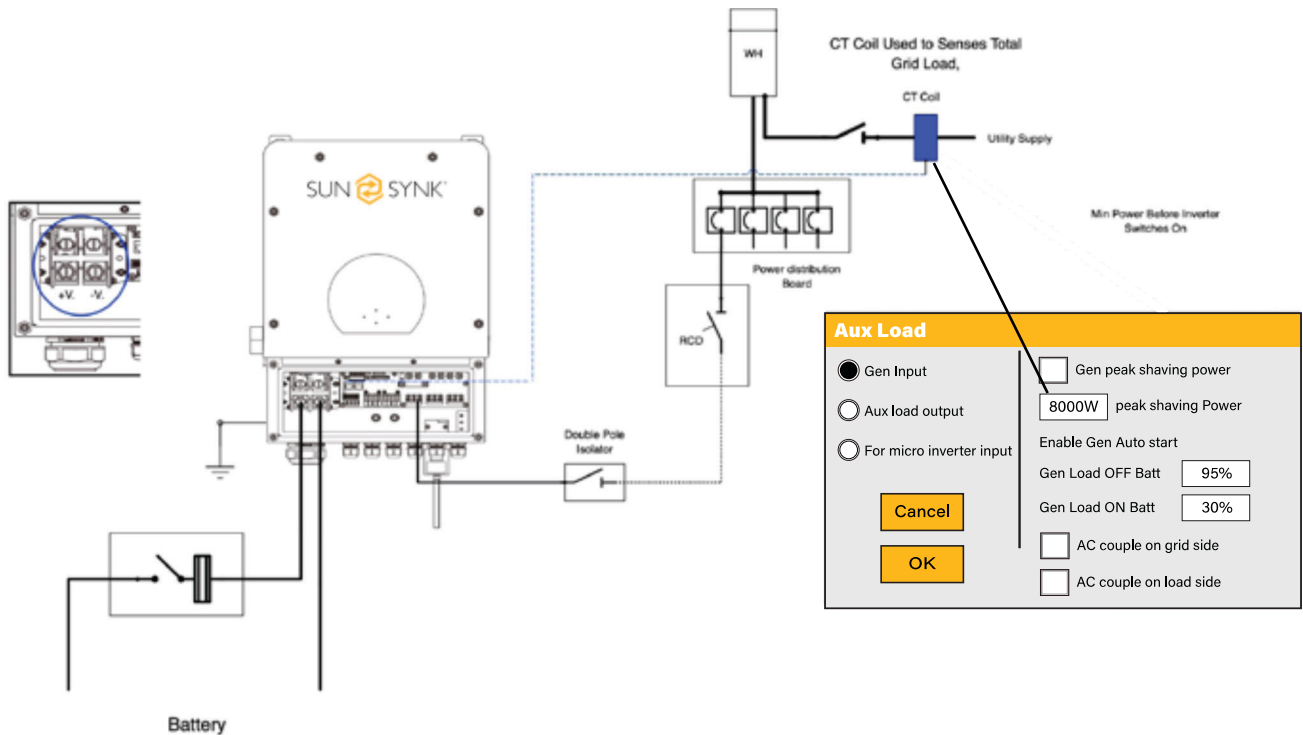 WH
CT Coil Used to Senses Total
Grid Load,
CT Coil
Utility Supply
SUN SYNK
Min Power Before Inverter
Switches On
+V. -V.
Power distribution
Board
RCD
Double Pole
Isolator
Battery
Aux Load
Gen Input
Aux load output
For micro inverter input
Cancel
OK
Gen peak shaving power
8000W peak shaving Power
Enable Gen Auto start
Gen Load OFF Batt 95%
Gen Load ON Batt 30%
AC couple on grid side
AC couple on load side